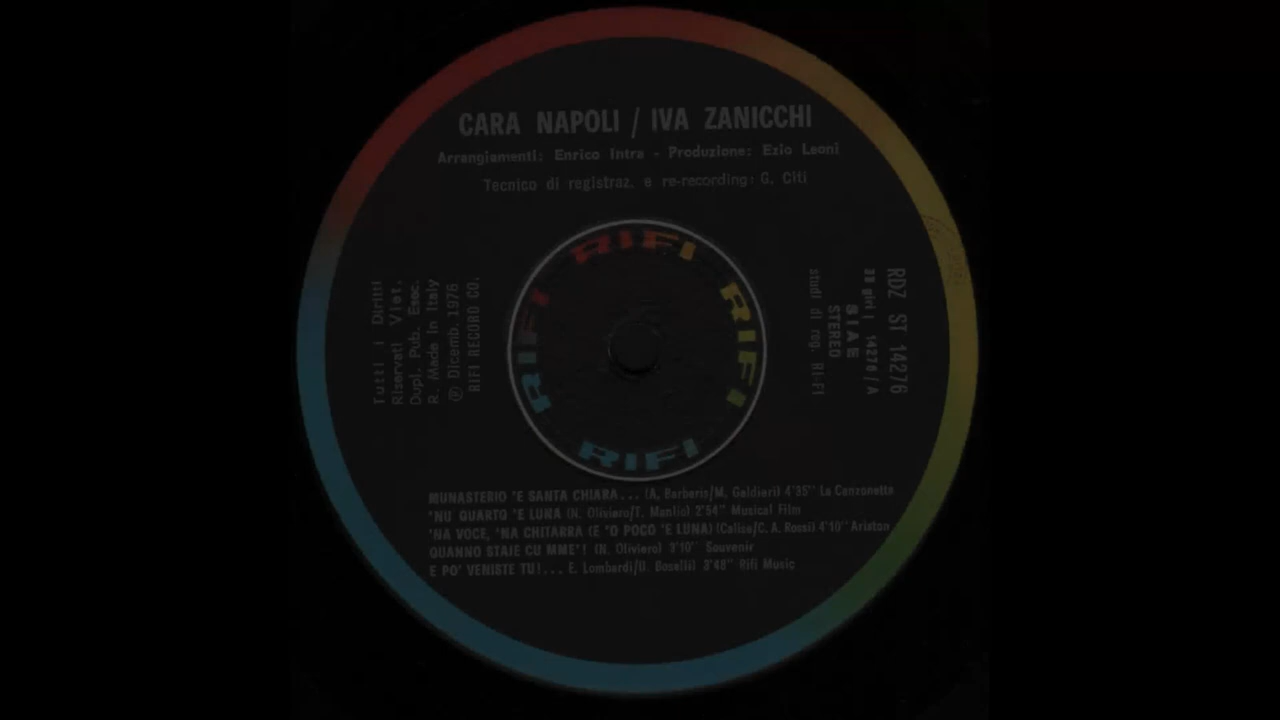 CARA NAPOLI / IVA ZANICCHI
Arrangiamenti: Enrico Intra - Produzione: Ezio Leoni
Tecnico di registraz. e re-recording: G. Citi
RIFI
RIFI
RIFI
RIFI
RIFI
Tutti i Diritti
Riservati Viet.
Dupl. Pub. Esec.
R. Made in Italy
℗ Dicemb. 1976
RIFI RECORD CO.
RDZ ST 14276
33 giri | 14276/A
SIAE
STEREO
studi di reg. RI-FI
MUNASTERIO 'E SANTA CHIARA... (A. Barberis/M. Galdieri) 4'35'' La Canzonetta
'NU QUARTO 'E LUNA (N. Oliviero/T. Manlio) 2'54'' Musical Film
'NA VOCE, 'NA CHITARRA (E 'O POCO 'E LUNA) (Calise/C. A. Rossi) 4'10'' Ariston
QUANNO STAIE CU MME'! (N. Oliviero) 3'10'' Souvenir
E PO' VENISTE TU!... E. Lombardi/D. Boselli) 3'48'' Rifi Music